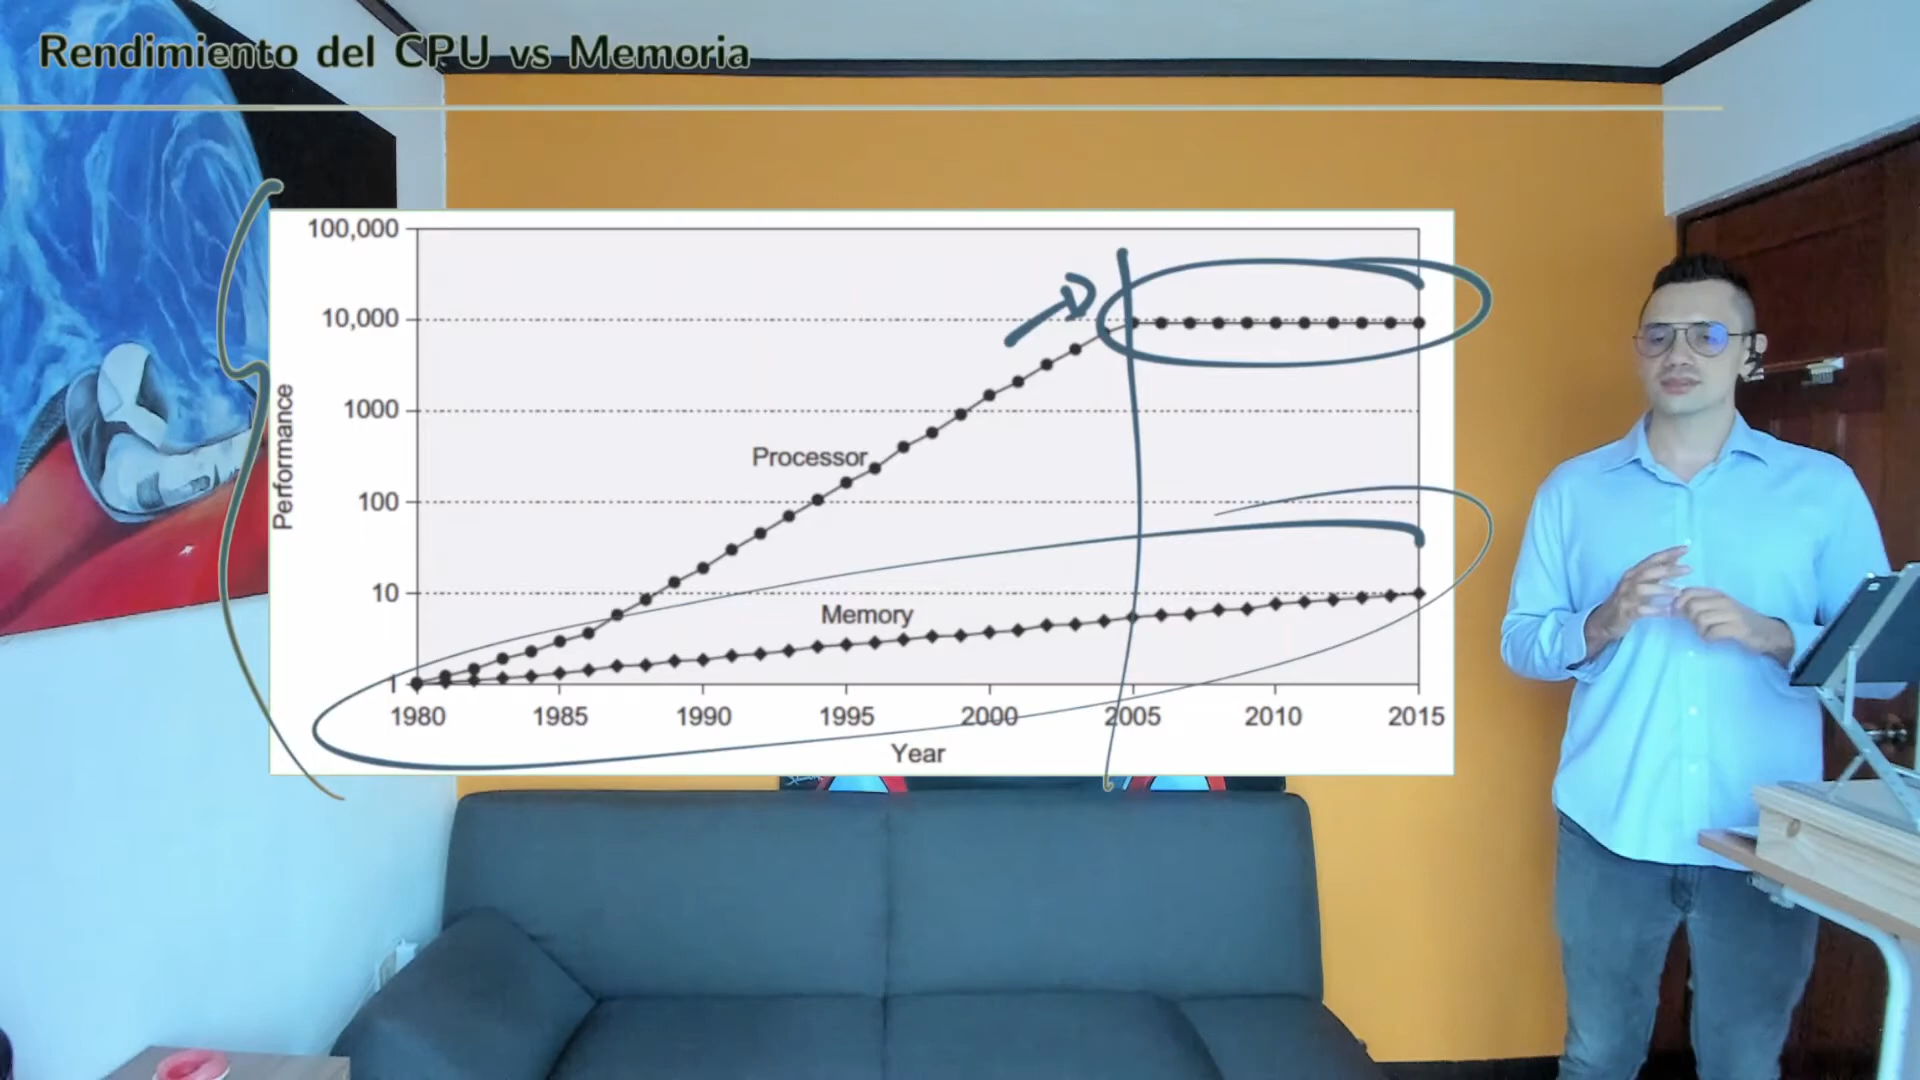 Rendimiento del CPU vs Memoria
100,000
10,000
1000
100
10
1
Performance
Processor
Memory
1980 1985 1990 1995 2000 2005 2010 2015
Year